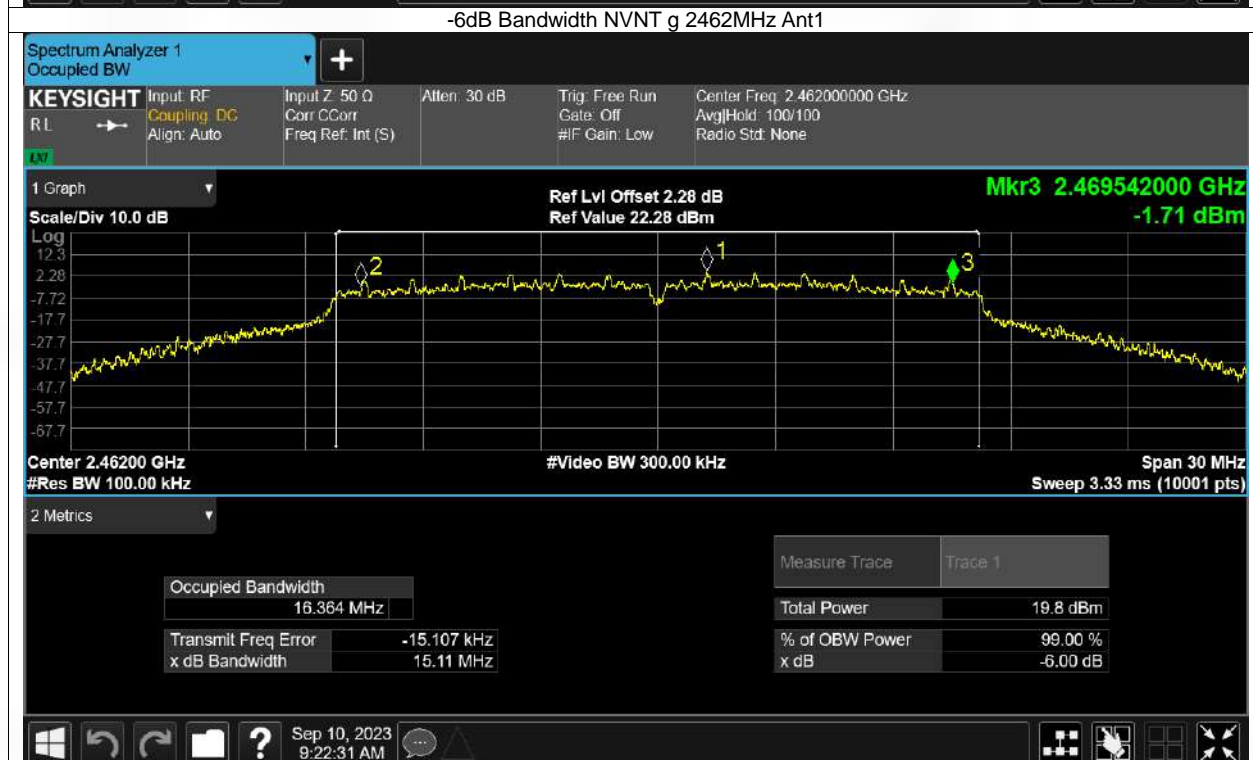 -6dB Bandwidth NVNT g 2462MHz Ant1
Spectrum Analyzer 1
Occupied BW
+
KEYSIGHT Input: RF Input Z: 50 Ω Atten: 30 dB Trig: Free Run Center Freq: 2.462000000 GHz
RL Coupling: DC Corr CCorr Gate: Off Avg|Hold: 100/100
Align: Auto Freq Ref: Int (S) #IF Gain: Low Radio Std: None
LXI
1 Graph Ref Lvl Offset 2.28 dB Mkr3 2.469542000 GHz
Scale/Div 10.0 dB Ref Value 22.28 dBm -1.71 dBm
Log
12.3
2.28
-7.72
-17.7
-27.7
-37.7
-47.7
-57.7
-67.7
2
1
3
Center 2.46200 GHz #Video BW 300.00 kHz Span 30 MHz
#Res BW 100.00 kHz Sweep 3.33 ms (10001 pts)
2 Metrics
Measure Trace Trace 1
Occupied Bandwidth
16.364 MHz Total Power 19.8 dBm
Transmit Freq Error -15.107 kHz % of OBW Power 99.00 %
x dB Bandwidth 15.11 MHz x dB -6.00 dB
? Sep 10, 2023
9:22:31 AM